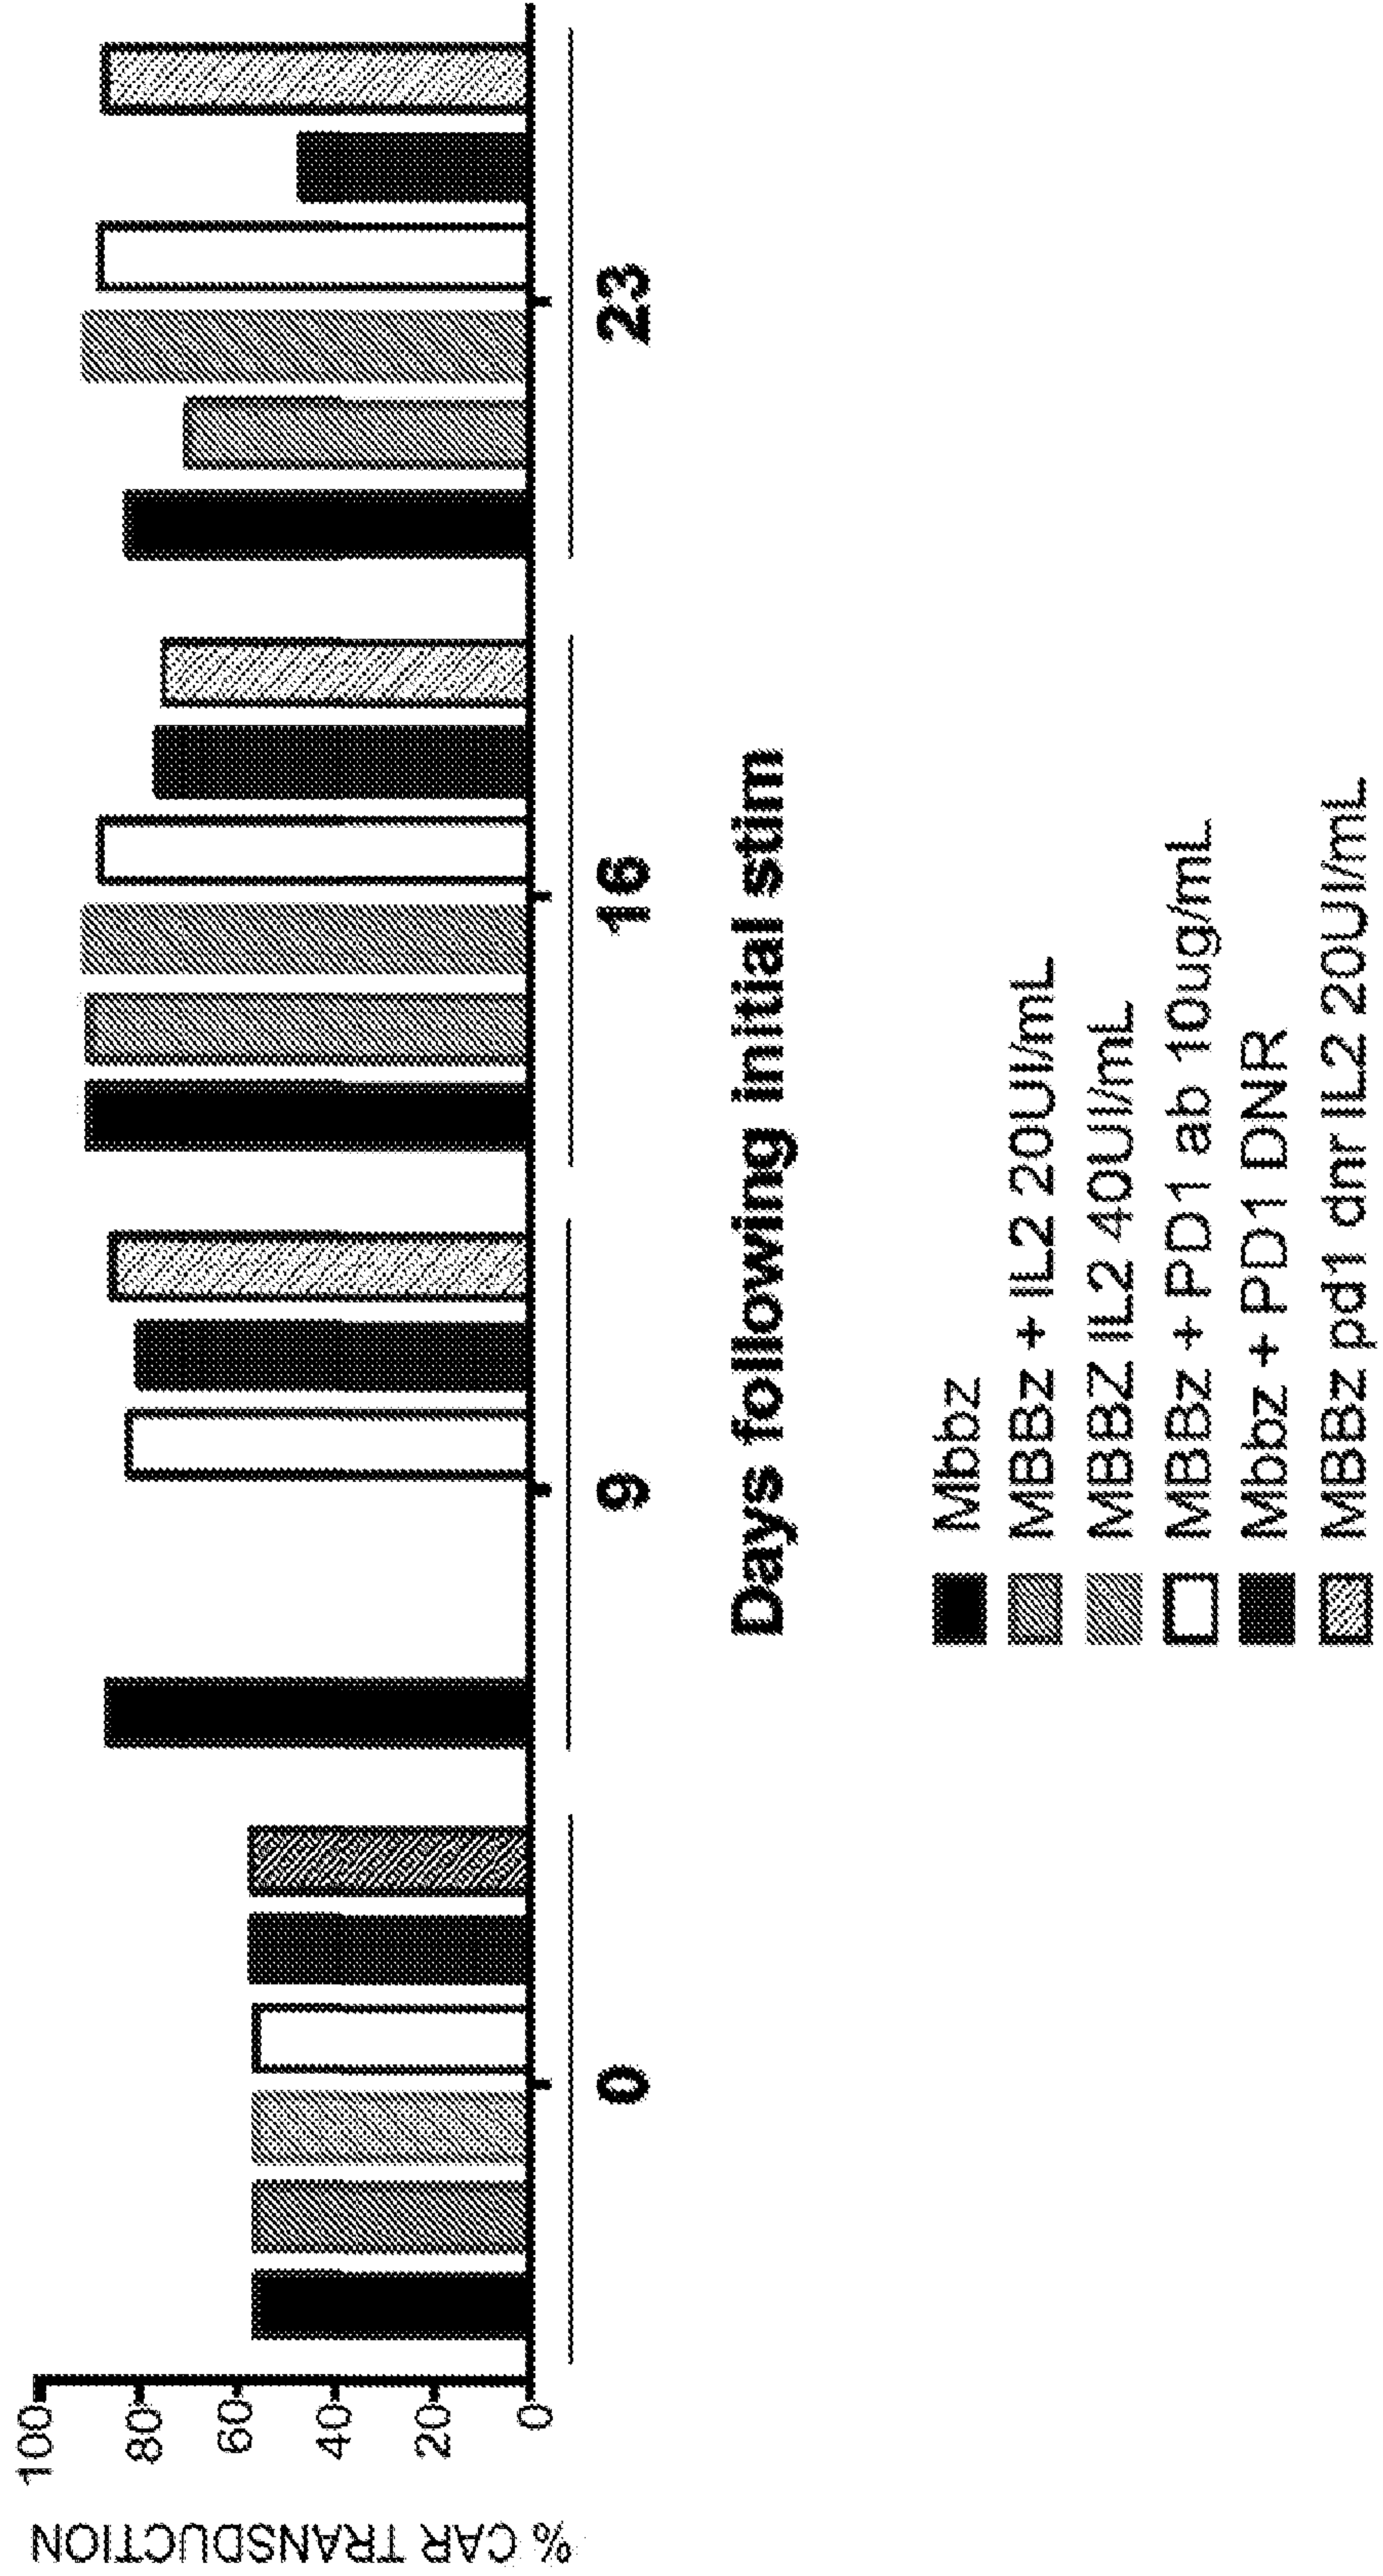 % CAR TRANSDUCTION
100
80
60
40
20
0
0 9 16 23
Days following initial stim
Mbbz
MBBz + IL2 20UI/mL
MBBZ IL2 40UI/mL
MBBz + PD1 ab 10ug/mL
Mbbz + PD1 DNR
MBBz pd1 dnr IL2 20UI/mL